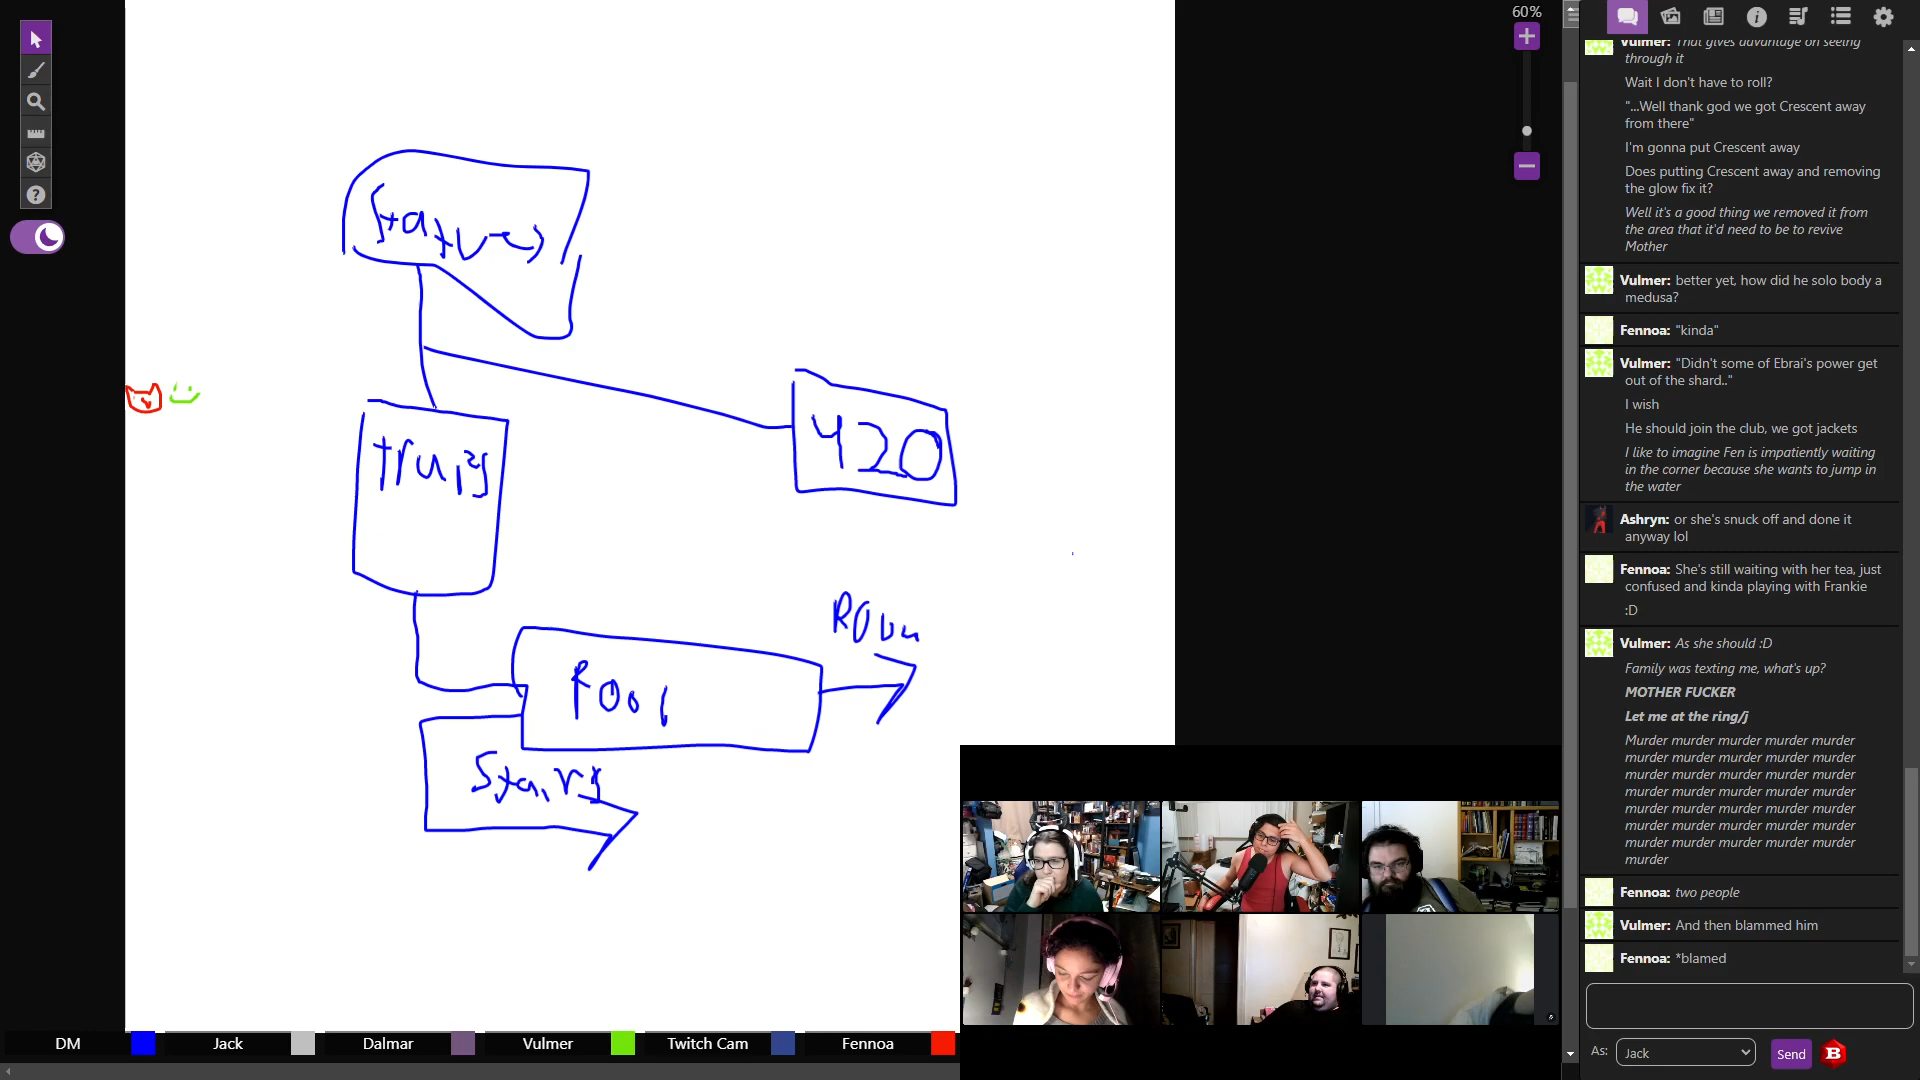 60%
Statues
420
Room
Pool
Stairs
DM
Jack
Dalmar
Vulmer
Twitch Cam
Fennoa
Vulmer: That gives advantage on seeing
through it
Wait I don't have to roll?
"...Well thank god we got Crescent away
from there"
I'm gonna put Crescent away
Does putting Crescent away and removing
the glow fix it?
Well it's a good thing we removed it from
the area that it'd need to be to revive
Mother
Vulmer: better yet, how did he solo body a
medusa?
Fennoa: "kinda"
Vulmer: "Didn't some of Ebrai's power get
out of the shard.."
I wish
He should join the club, we got jackets
I like to imagine Fen is impatiently waiting
in the corner because she wants to jump in
the water
Ashryn: or she's snuck off and done it
anyway lol
Fennoa: She's still waiting with her tea, just
confused and kinda playing with Frankie
:D
Vulmer: As she should :D
Family was texting me, what's up?
MOTHER FUCKER
Let me at the ring/j
Murder murder murder murder murder
murder murder murder murder murder
murder murder murder murder murder
murder murder murder murder murder
murder murder murder murder murder
murder murder murder murder murder
murder murder murder murder murder
murder
Fennoa: two people
Vulmer: And then blammed him
Fennoa: *blamed
As:
Jack
Send
B